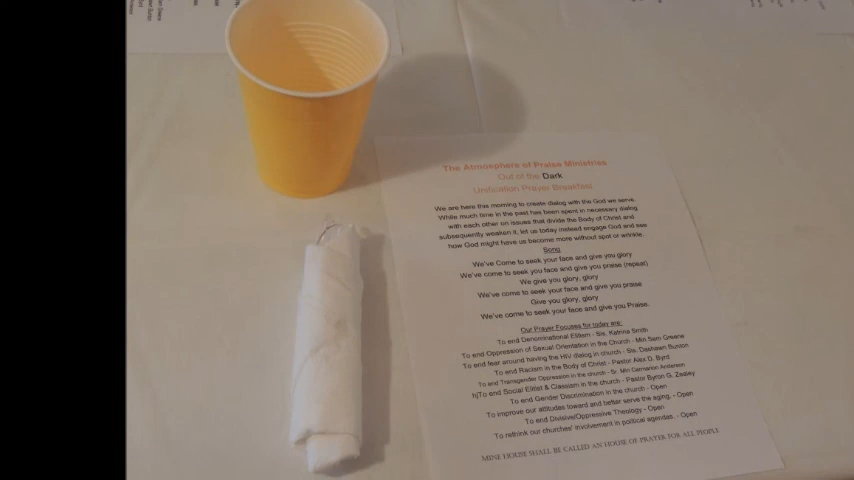 The Atmosphere of Praise Ministries
Out of the Dark
Unification Prayer Breakfast
We are here this morning to create dialog with the God we serve.
While much time in the past has been spent in necessary dialog
with each other on issues that divide the Body of Christ and
subsequently weaken it, let us today instead engage God and see
how God might have us become more without spot or wrinkle.
Song
We've Come to seek your face and give you glory
We've come to seek you face and give you praise (repeat)
We give you glory, glory
We've come to seek your face and give you praise
Give you glory, glory
We've come to seek your face and give you Praise.
Our Prayer Focuses for today are:
To end Denominational Elitism - Sis. Katrina Smith
To end Oppression of Sexual Orientation in the Church - Min Sam Greene
To end fear around having the HIV dialog in church - Sis. Dashawn Buxton
To end Racism in the Body of Christ - Pastor Alex D. Byrd
To end Transgender Oppression in the church - Sr. Min Carmarion Anderson
hjTo end Social Elitist & Classism in the church - Pastor Byron G. Zealey
To end Gender Discrimination in the church - Open
To improve our attitudes toward and better serve the aging. - Open
To end Divisive/Oppressive Theology - Open
To rethink our churches' involvement in political agendas. - Open
MINE HOUSE SHALL BE CALLED AN HOUSE OF PRAYER FOR ALL PEOPLE